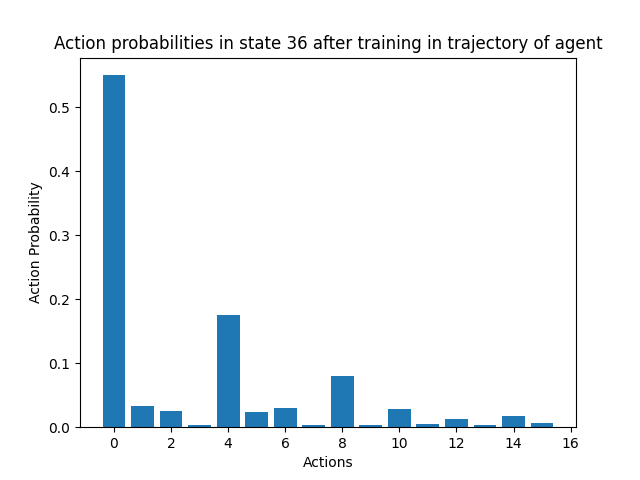 Action probabilities in state 36 after training in trajectory of agent
Action Probability
0.5
0.4
0.3
0.2
0.1
0.0
0 2 4 6 8 10 12 14 16
Actions